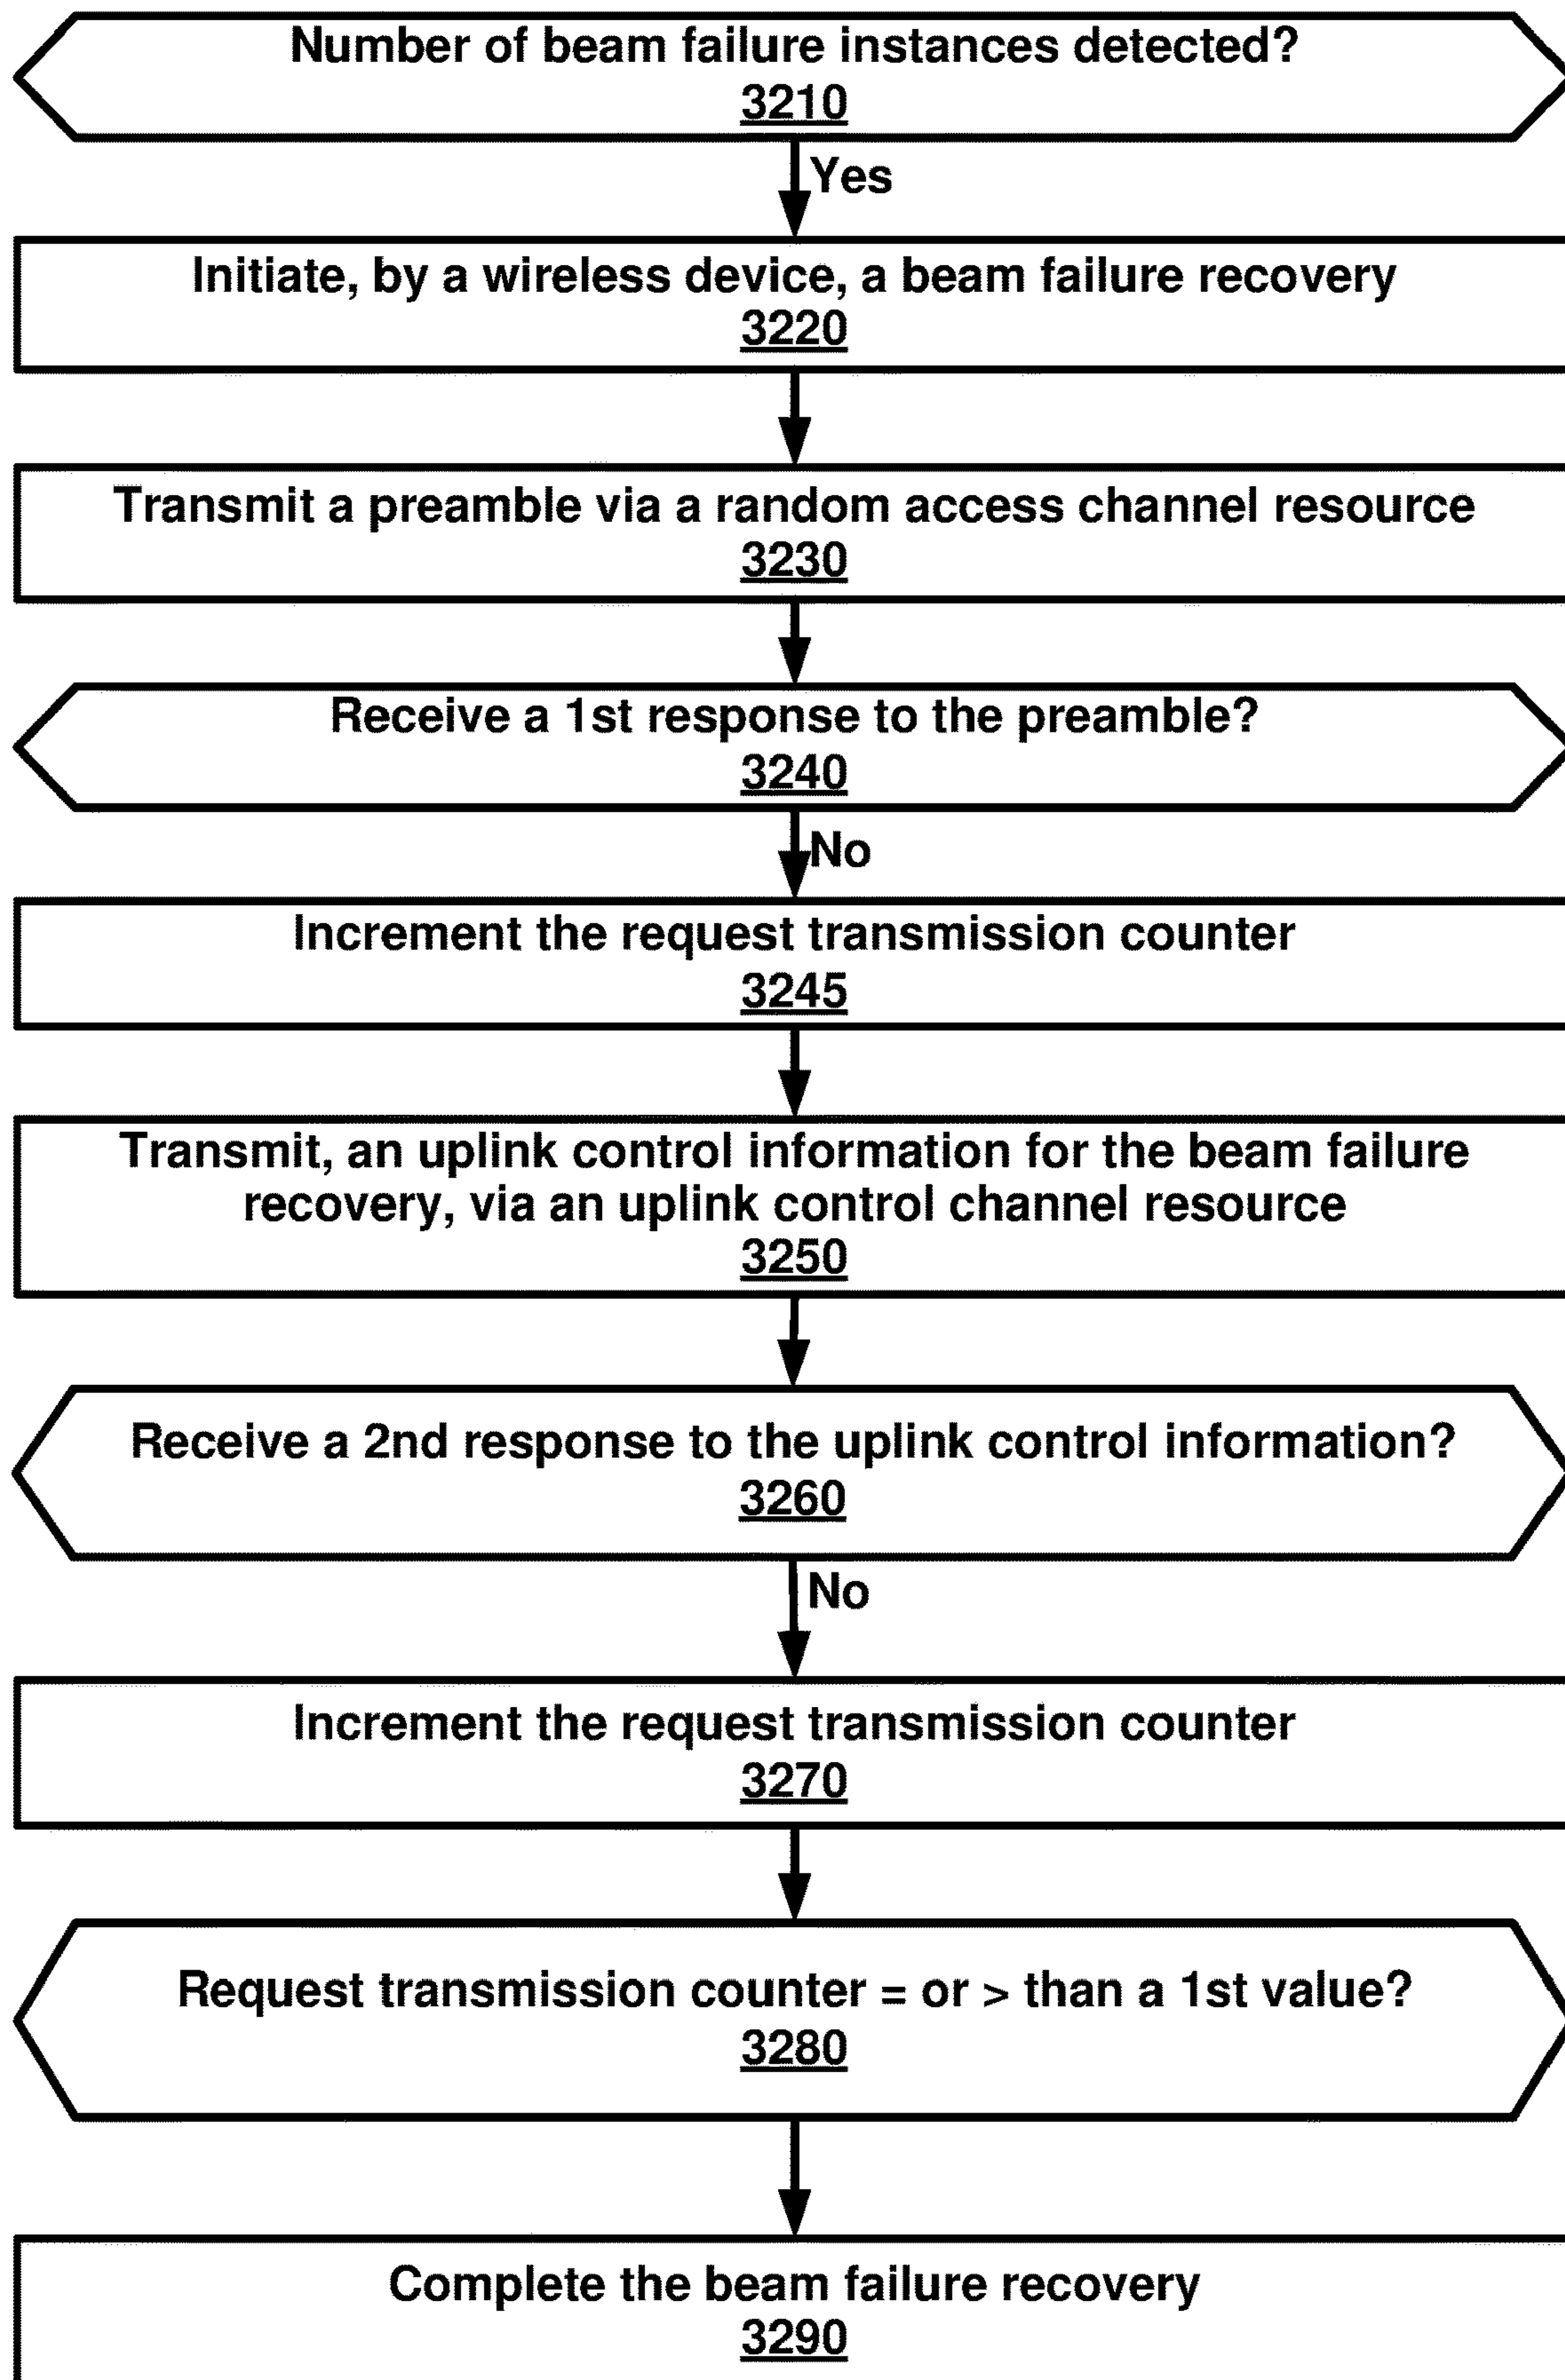 Number of beam failure instances detected?
3210
Yes
Initiate, by a wireless device, a beam failure recovery
3220
Transmit a preamble via a random access channel resource
3230
Receive a 1st response to the preamble?
3240
No
Increment the request transmission counter
3245
Transmit, an uplink control information for the beam failure
recovery, via an uplink control channel resource
3250
Receive a 2nd response to the uplink control information?
3260
No
Increment the request transmission counter
3270
Request transmission counter = or > than a 1st value?
3280
Complete the beam failure recovery
3290